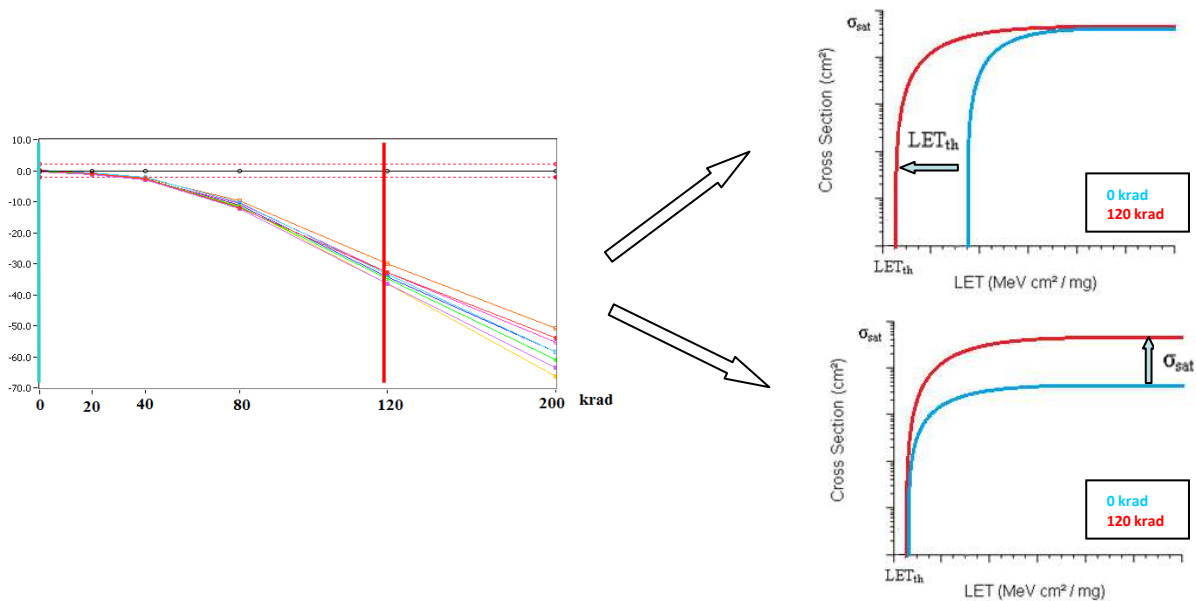 10.0
0.0
-10.0
-20.0
-30.0
-40.0
-50.0
-60.0
-70.0
0 20 40 80 120 200 krad
σsat
Cross Section (cm²)
LETth
0 krad
120 krad
LETth
LET (MeV cm² / mg)
σsat
Cross Section (cm²)
σsat
0 krad
120 krad
LETth
LET (MeV cm² / mg)